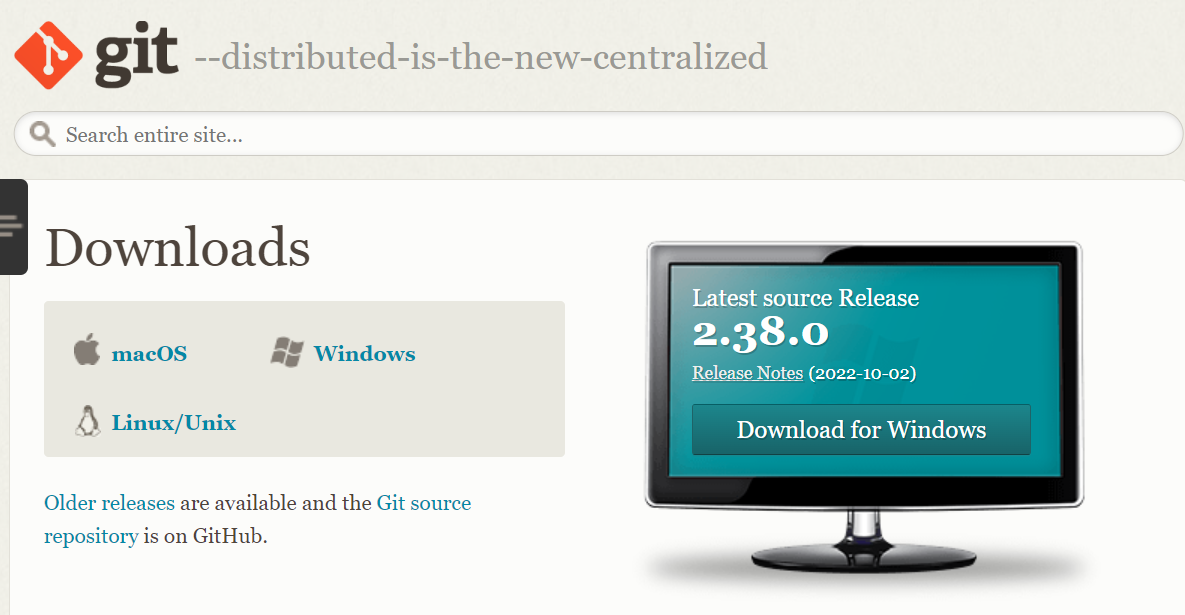 git --distributed-is-the-new-centralized
Search entire site...
Downloads
macOS
Windows
Linux/Unix
Older releases are available and the Git source
repository is on GitHub.
Latest source Release
2.38.0
Release Notes (2022-10-02)
Download for Windows